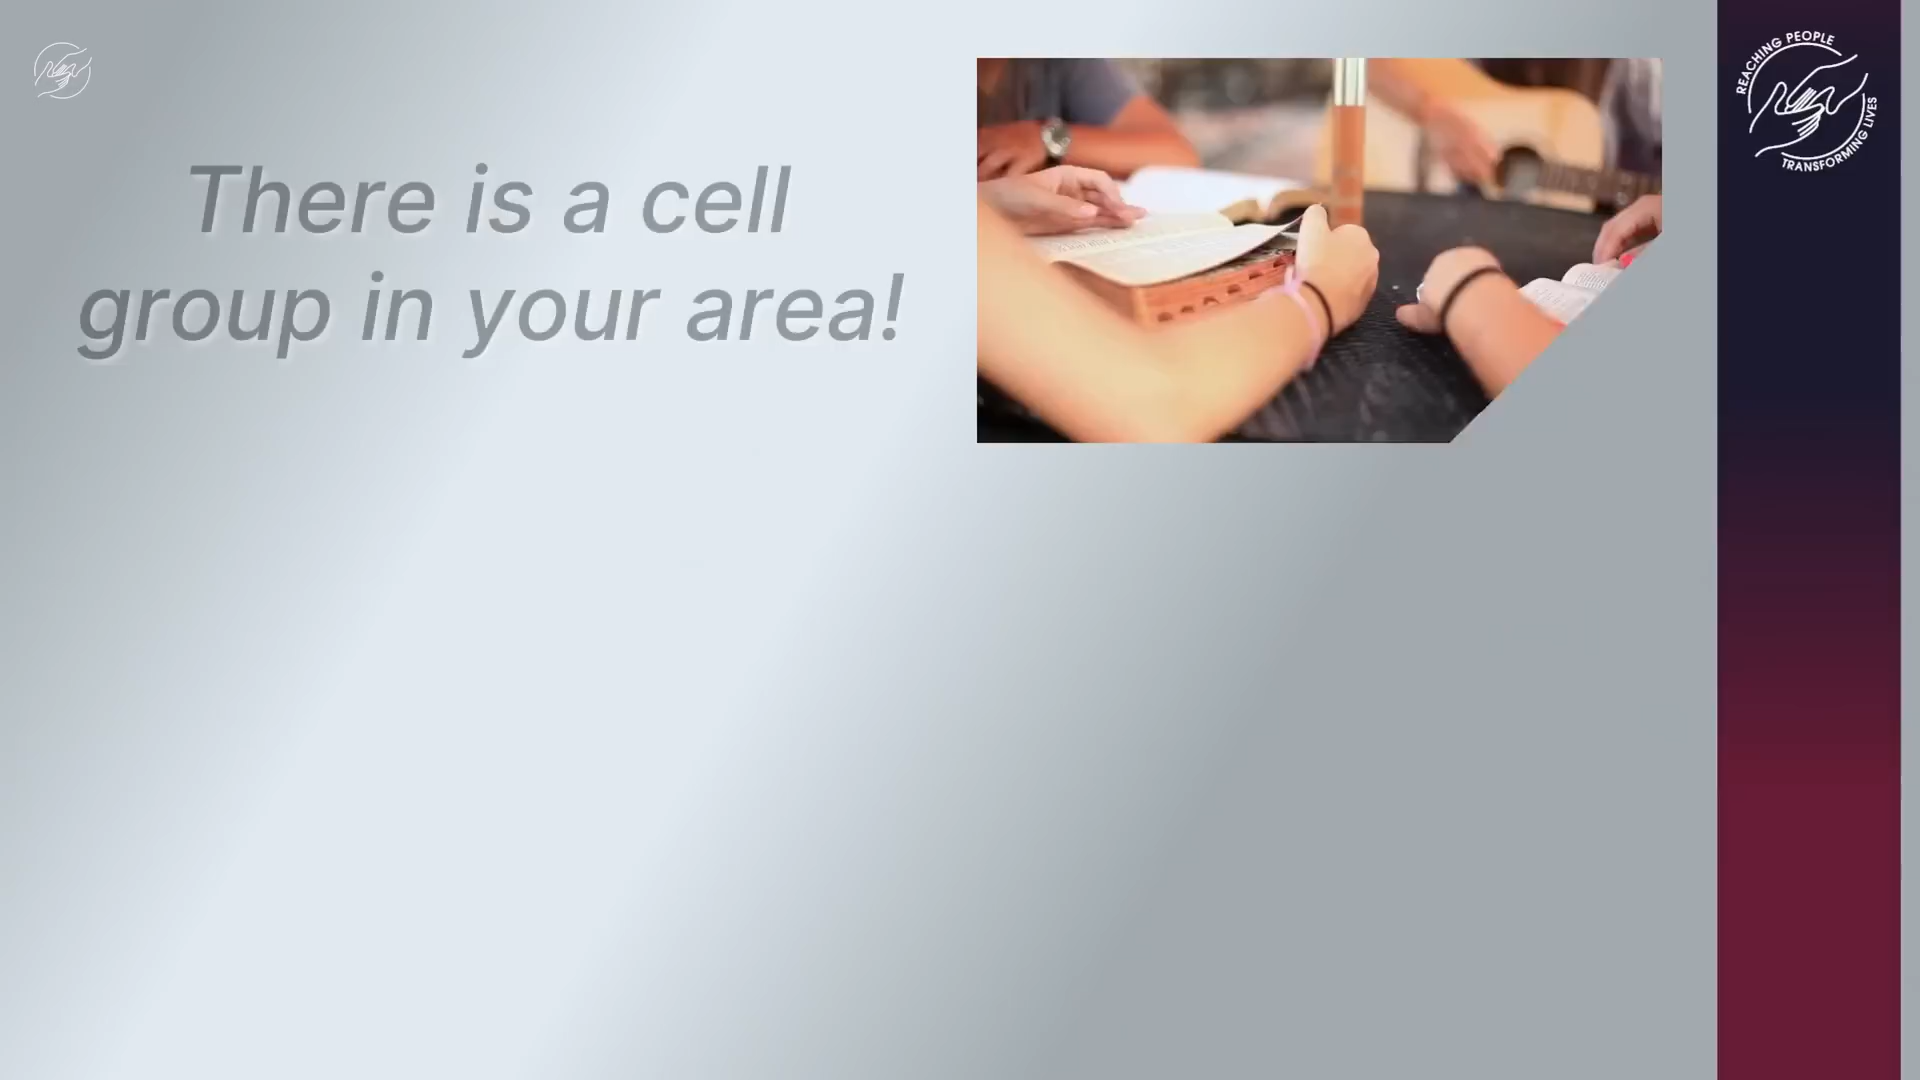 There is a cell
group in your area!
REACHING PEOPLE
TRANSFORMING LIVES